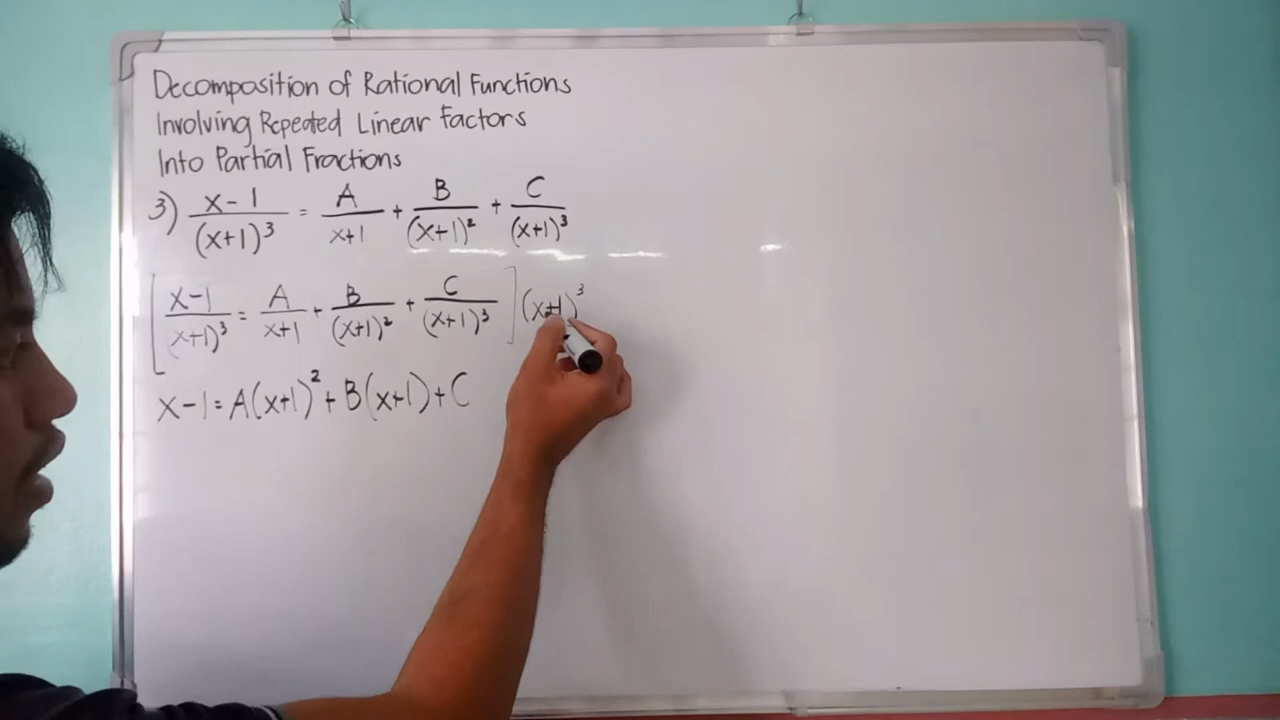 Decomposition of Rational Functions
Involving Repeated Linear Factors
Into Partial Fractions
3) x-1/(x+1)³ = A/x+1 + B/(x+1)² + C/(x+1)³
[x-1/(x+1)³ = A/x+1 + B/(x+1)² + C/(x+1)³](x+1)³
x-1=A(x+1)²+B(x+1)+C